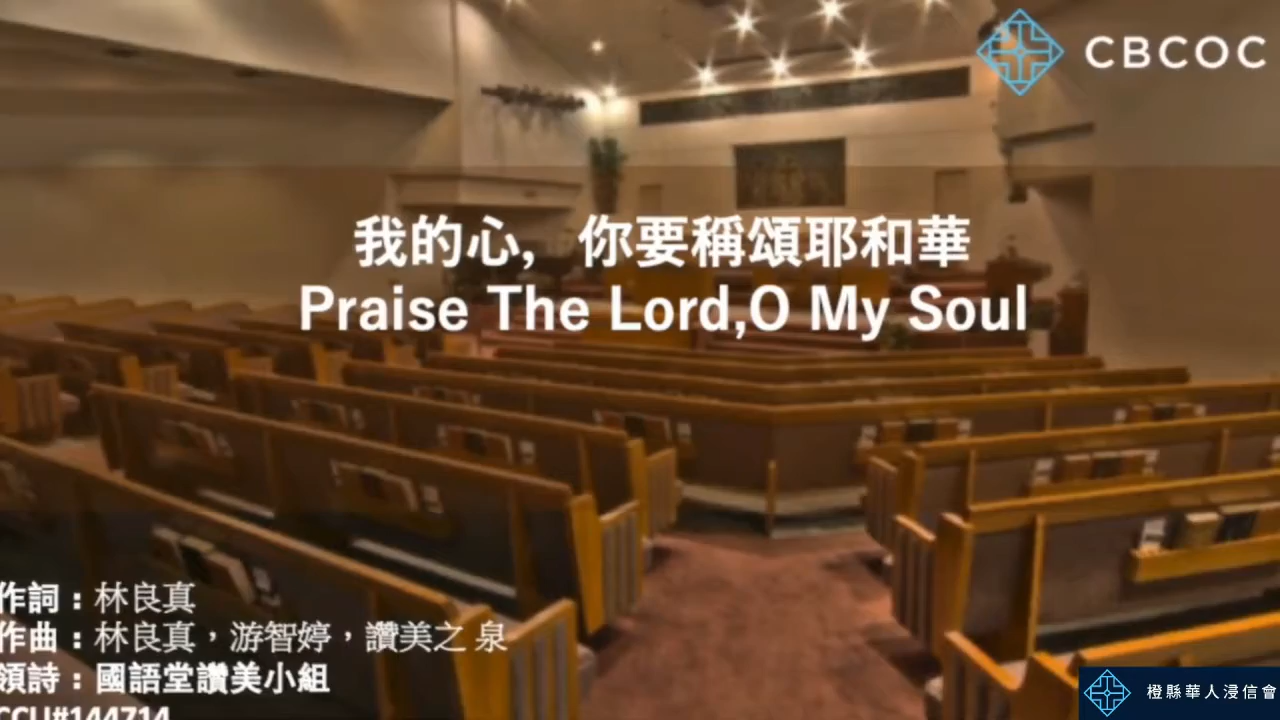 CBCOC
我的心，你要稱頌耶和華
Praise The Lord,O My Soul
作詞：林良真
作曲：林良真，游智婷，讚美之 泉
領詩：國語堂讚美小組
橙縣華人浸信會